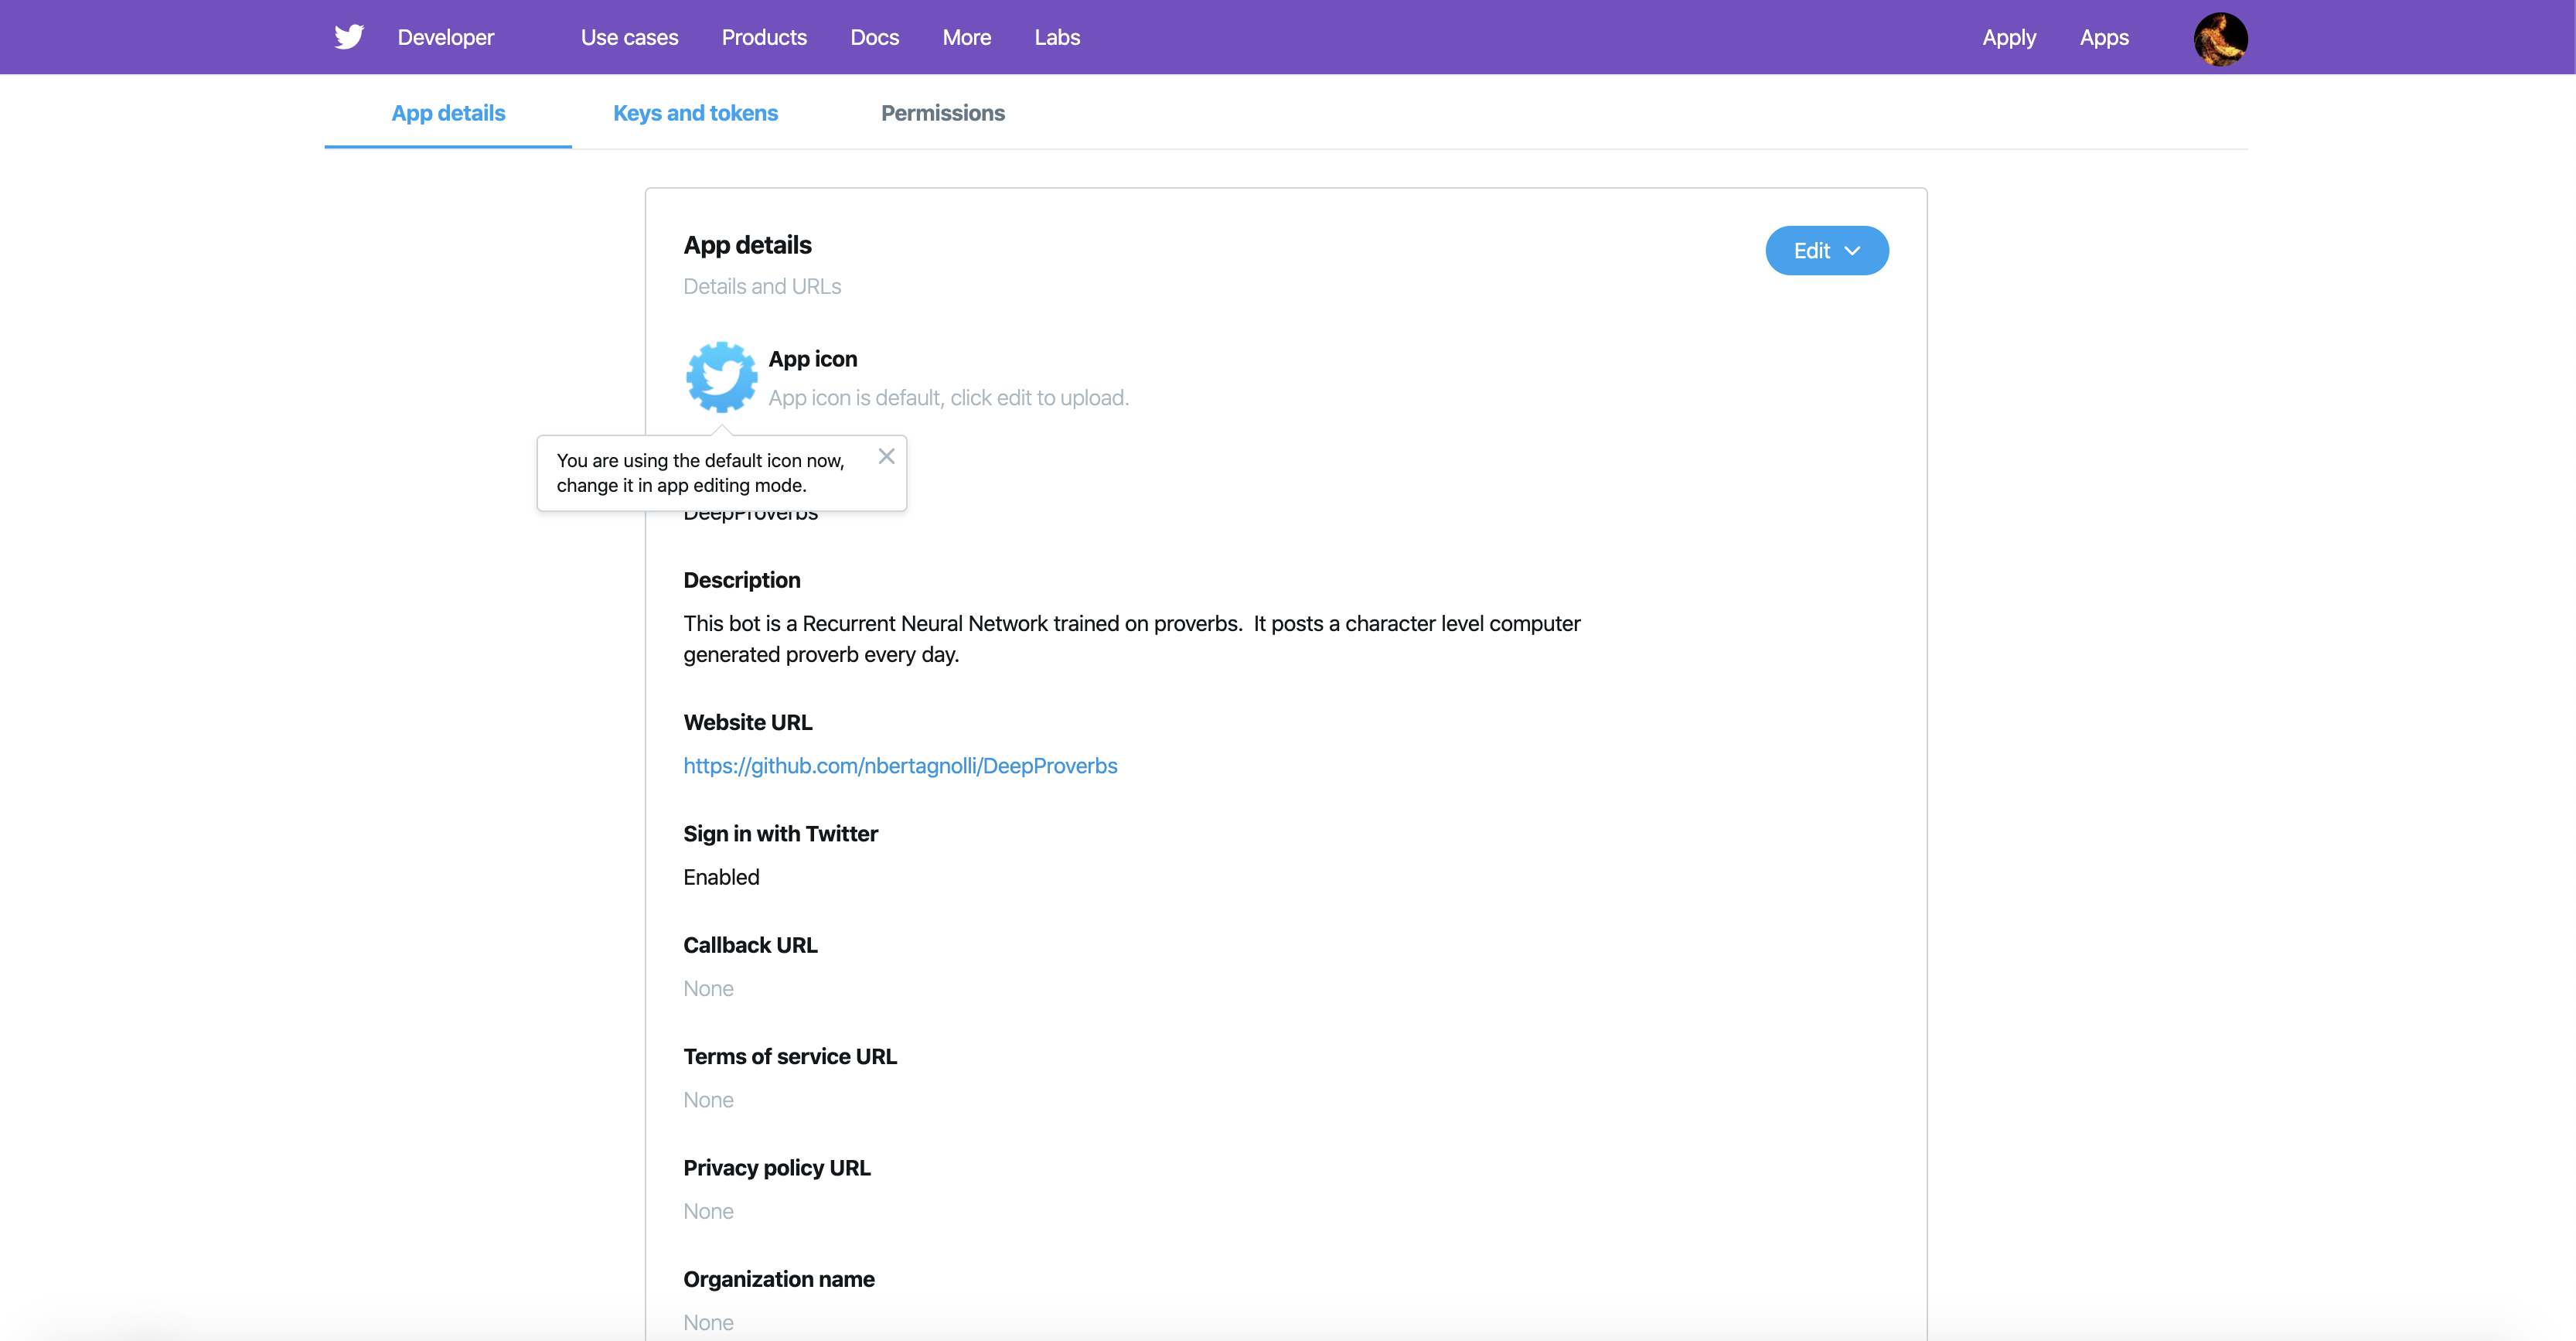 Developer Use cases Products Docs More Labs Apply Apps
App details Keys and tokens Permissions
App details
Edit
Details and URLs
App icon
App icon is default, click edit to upload.
You are using the default icon now,
change it in app editing mode.
DeepProverbs
Description
This bot is a Recurrent Neural Network trained on proverbs.  It posts a character level computer
generated proverb every day.
Website URL
https://github.com/nbertagnolli/DeepProverbs
Sign in with Twitter
Enabled
Callback URL
None
Terms of service URL
None
Privacy policy URL
None
Organization name
None